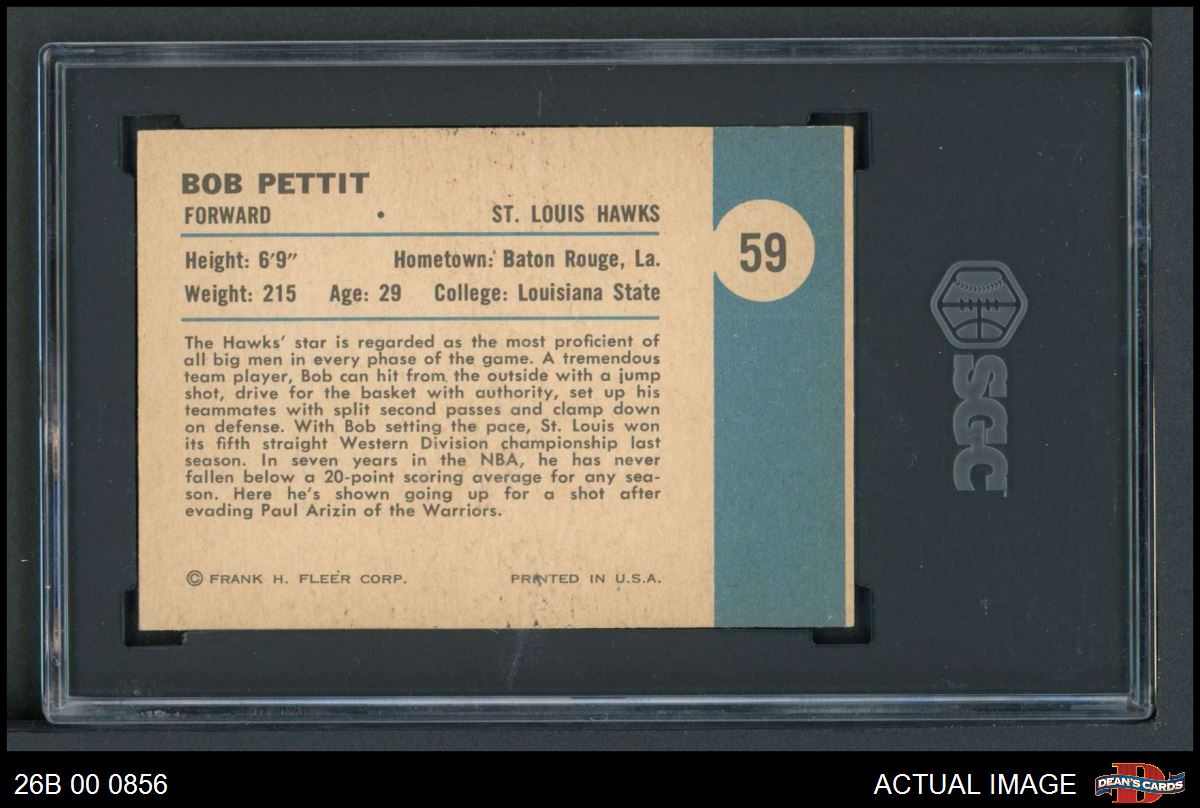 BOB PETTIT
FORWARD • ST. LOUIS HAWKS
Height: 6'9" Hometown: Baton Rouge, La.
Weight: 215 Age: 29 College: Louisiana State
59
The Hawks' star is regarded as the most proficient of
all big men in every phase of the game. A tremendous
team player, Bob can hit from the outside with a jump
shot, drive for the basket with authority, set up his
teammates with split second passes and clamp down
on defense. With Bob setting the pace, St. Louis won
its fifth straight Western Division championship last
season. In seven years in the NBA, he has never
fallen below a 20-point scoring average for any sea-
son. Here he's shown going up for a shot after
evading Paul Arizin of the Warriors.
© FRANK H. FLEER CORP. PRINTED IN U.S.A.
SGC
26B 00 0856
ACTUAL IMAGE
D
DEAN'S CARDS